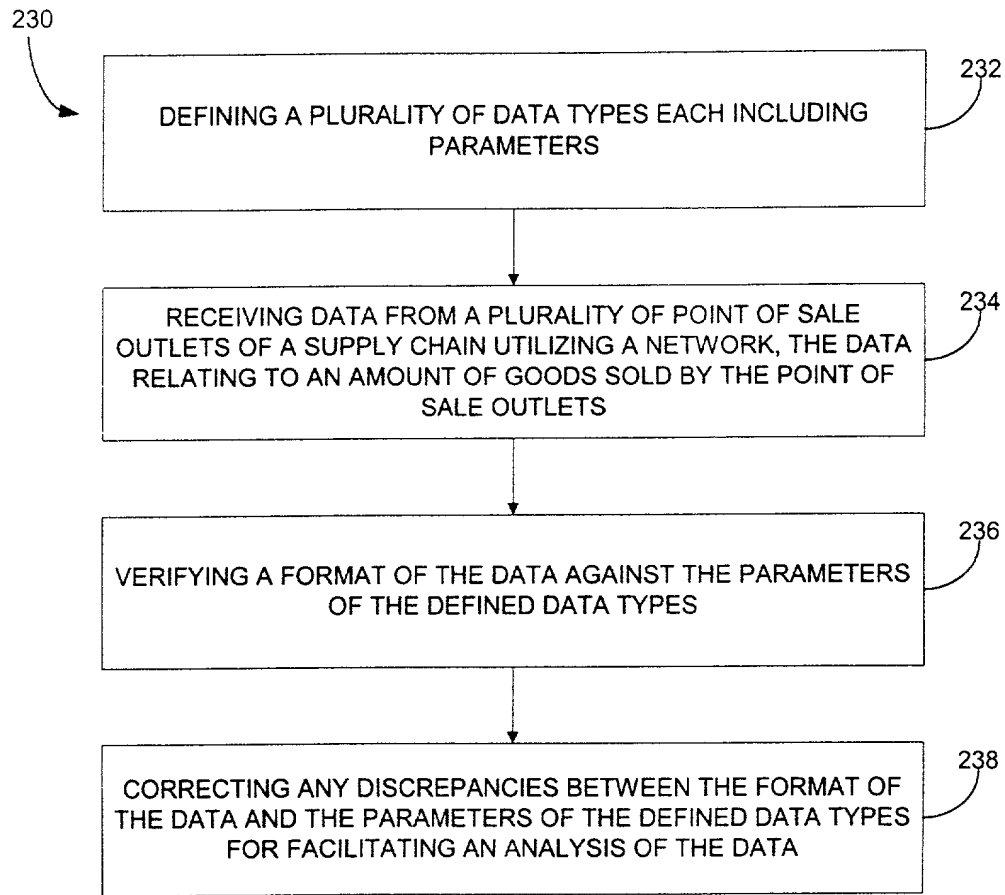 230
232
DEFINING A PLURALITY OF DATA TYPES EACH INCLUDING
PARAMETERS
234
RECEIVING DATA FROM A PLURALITY OF POINT OF SALE
OUTLETS OF A SUPPLY CHAIN UTILIZING A NETWORK, THE DATA
RELATING TO AN AMOUNT OF GOODS SOLD BY THE POINT OF
SALE OUTLETS
236
VERIFYING A FORMAT OF THE DATA AGAINST THE PARAMETERS
OF THE DEFINED DATA TYPES
238
CORRECTING ANY DISCREPANCIES BETWEEN THE FORMAT OF
THE DATA AND THE PARAMETERS OF THE DEFINED DATA TYPES
FOR FACILITATING AN ANALYSIS OF THE DATA